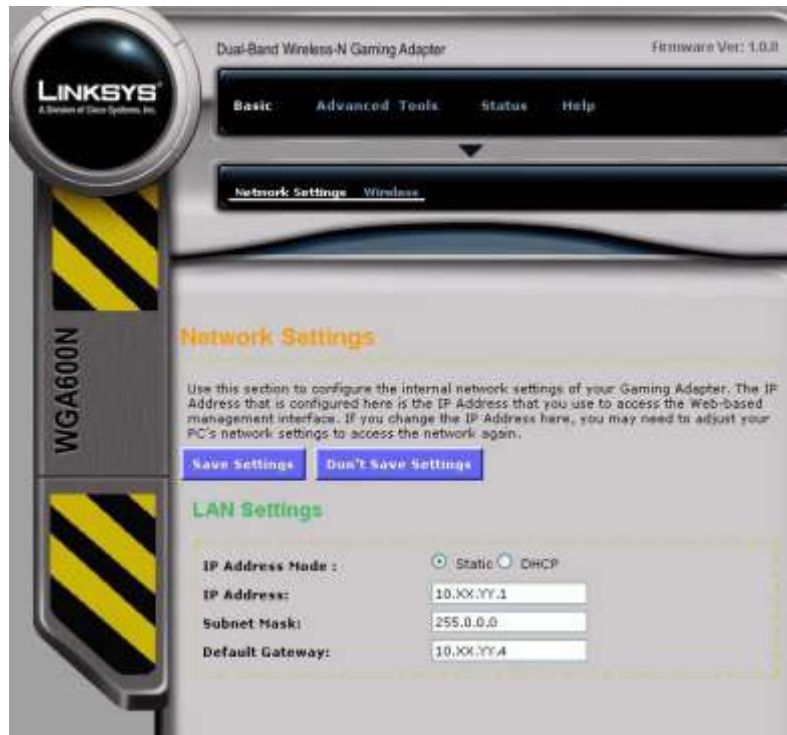 Dual-Band Wireless-N Gaming Adapter
Firmware Ver: 1.0.0
LINKSYS
A Division of Cisco Systems, Inc.
Basic Advanced Tools Status Help
Network Settings Wireless
WGA600N
Network Settings
Use this section to configure the internal network settings of your Gaming Adapter. The IP
Address that is configured here is the IP Address that you use to access the Web-based
management interface. If you change the IP Address here, you may need to adjust your
PC's network settings to access the network again.
Save Settings Don't Save Settings
LAN Settings
IP Address Mode : Static DHCP
IP Address: 10.XX.YY.1
Subnet Mask: 255.0.0.0
Default Gateway: 10.XX.YY.4